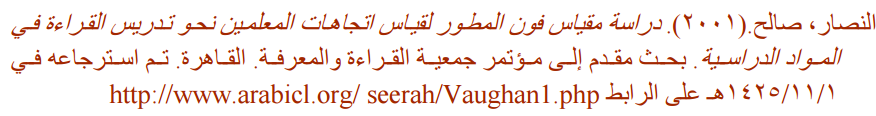 النصار، صالح.(٢٠٠١). دراسة مقياس فون المطور لقياس اتجاهات المعلمين نحو تدريس القراءة في
المواد الدراسية. بحث مقدم إلى مؤتمر جمعية القراءة والمعرفة. القاهرة. تم استرجاعه في
١٤٢٥/١١/١هـ على الرابط http://www.arabicl.org/ seerah/Vaughan1.php